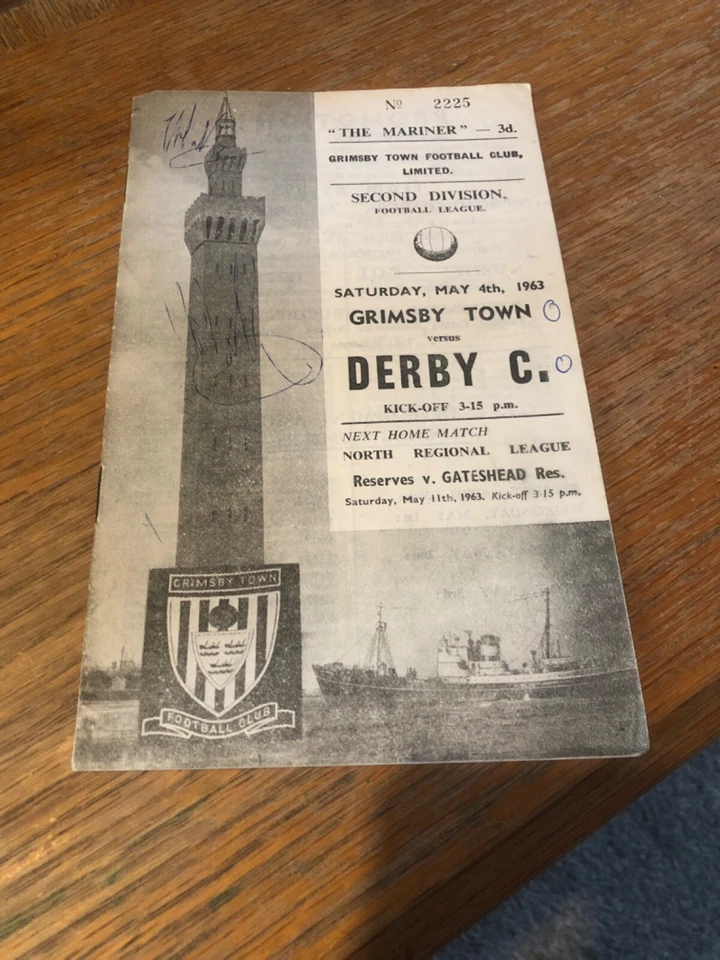 Nº 2225
"THE MARINER" — 3d.
GRIMSBY TOWN FOOTBALL CLUB,
LIMITED.
SECOND DIVISION.
FOOTBALL LEAGUE.
SATURDAY, MAY 4th, 1963
GRIMSBY TOWN 0
versus
DERBY C. 0
KICK-OFF 3-15 p.m.
NEXT HOME MATCH
NORTH REGIONAL LEAGUE
Reserves v. GATESHEAD Res.
Saturday, May 11th, 1963. Kick-off 3 15 p.m.
GRIMSBY TOWN
FOOTBALL CLUB